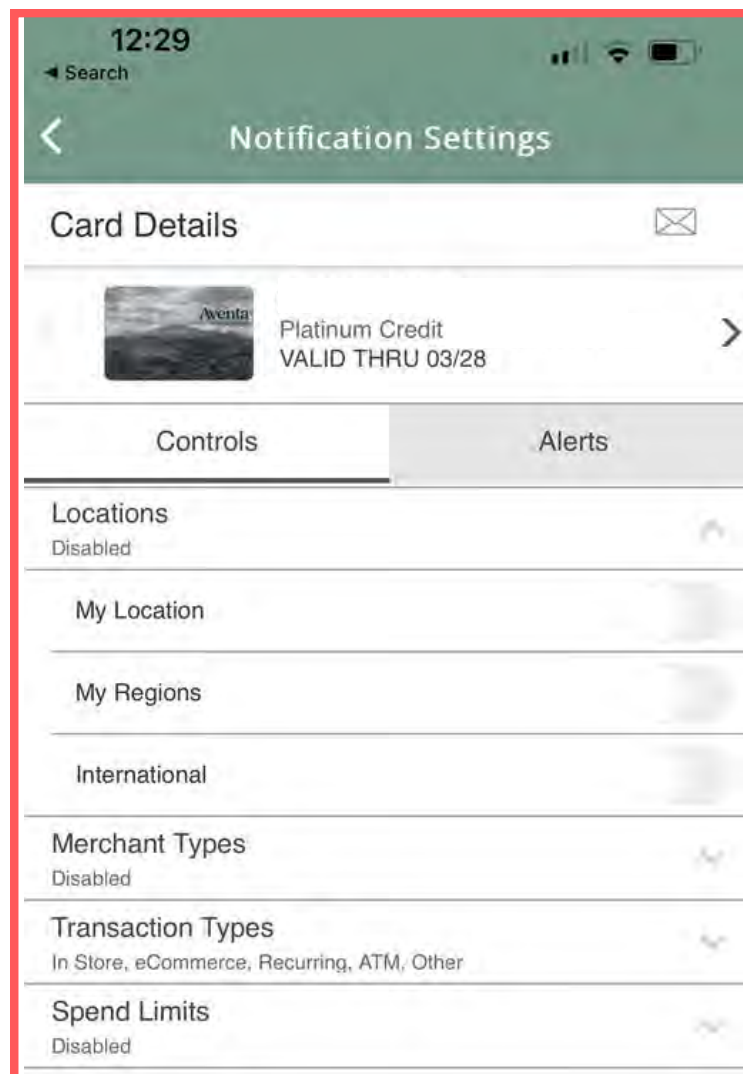 12:29
Search
Notification Settings
Card Details
Aventa
Platinum Credit
VALID THRU 03/28
Controls
Alerts
Locations
Disabled
My Location
My Regions
International
Merchant Types
Disabled
Transaction Types
In Store, eCommerce, Recurring, ATM, Other
Spend Limits
Disabled